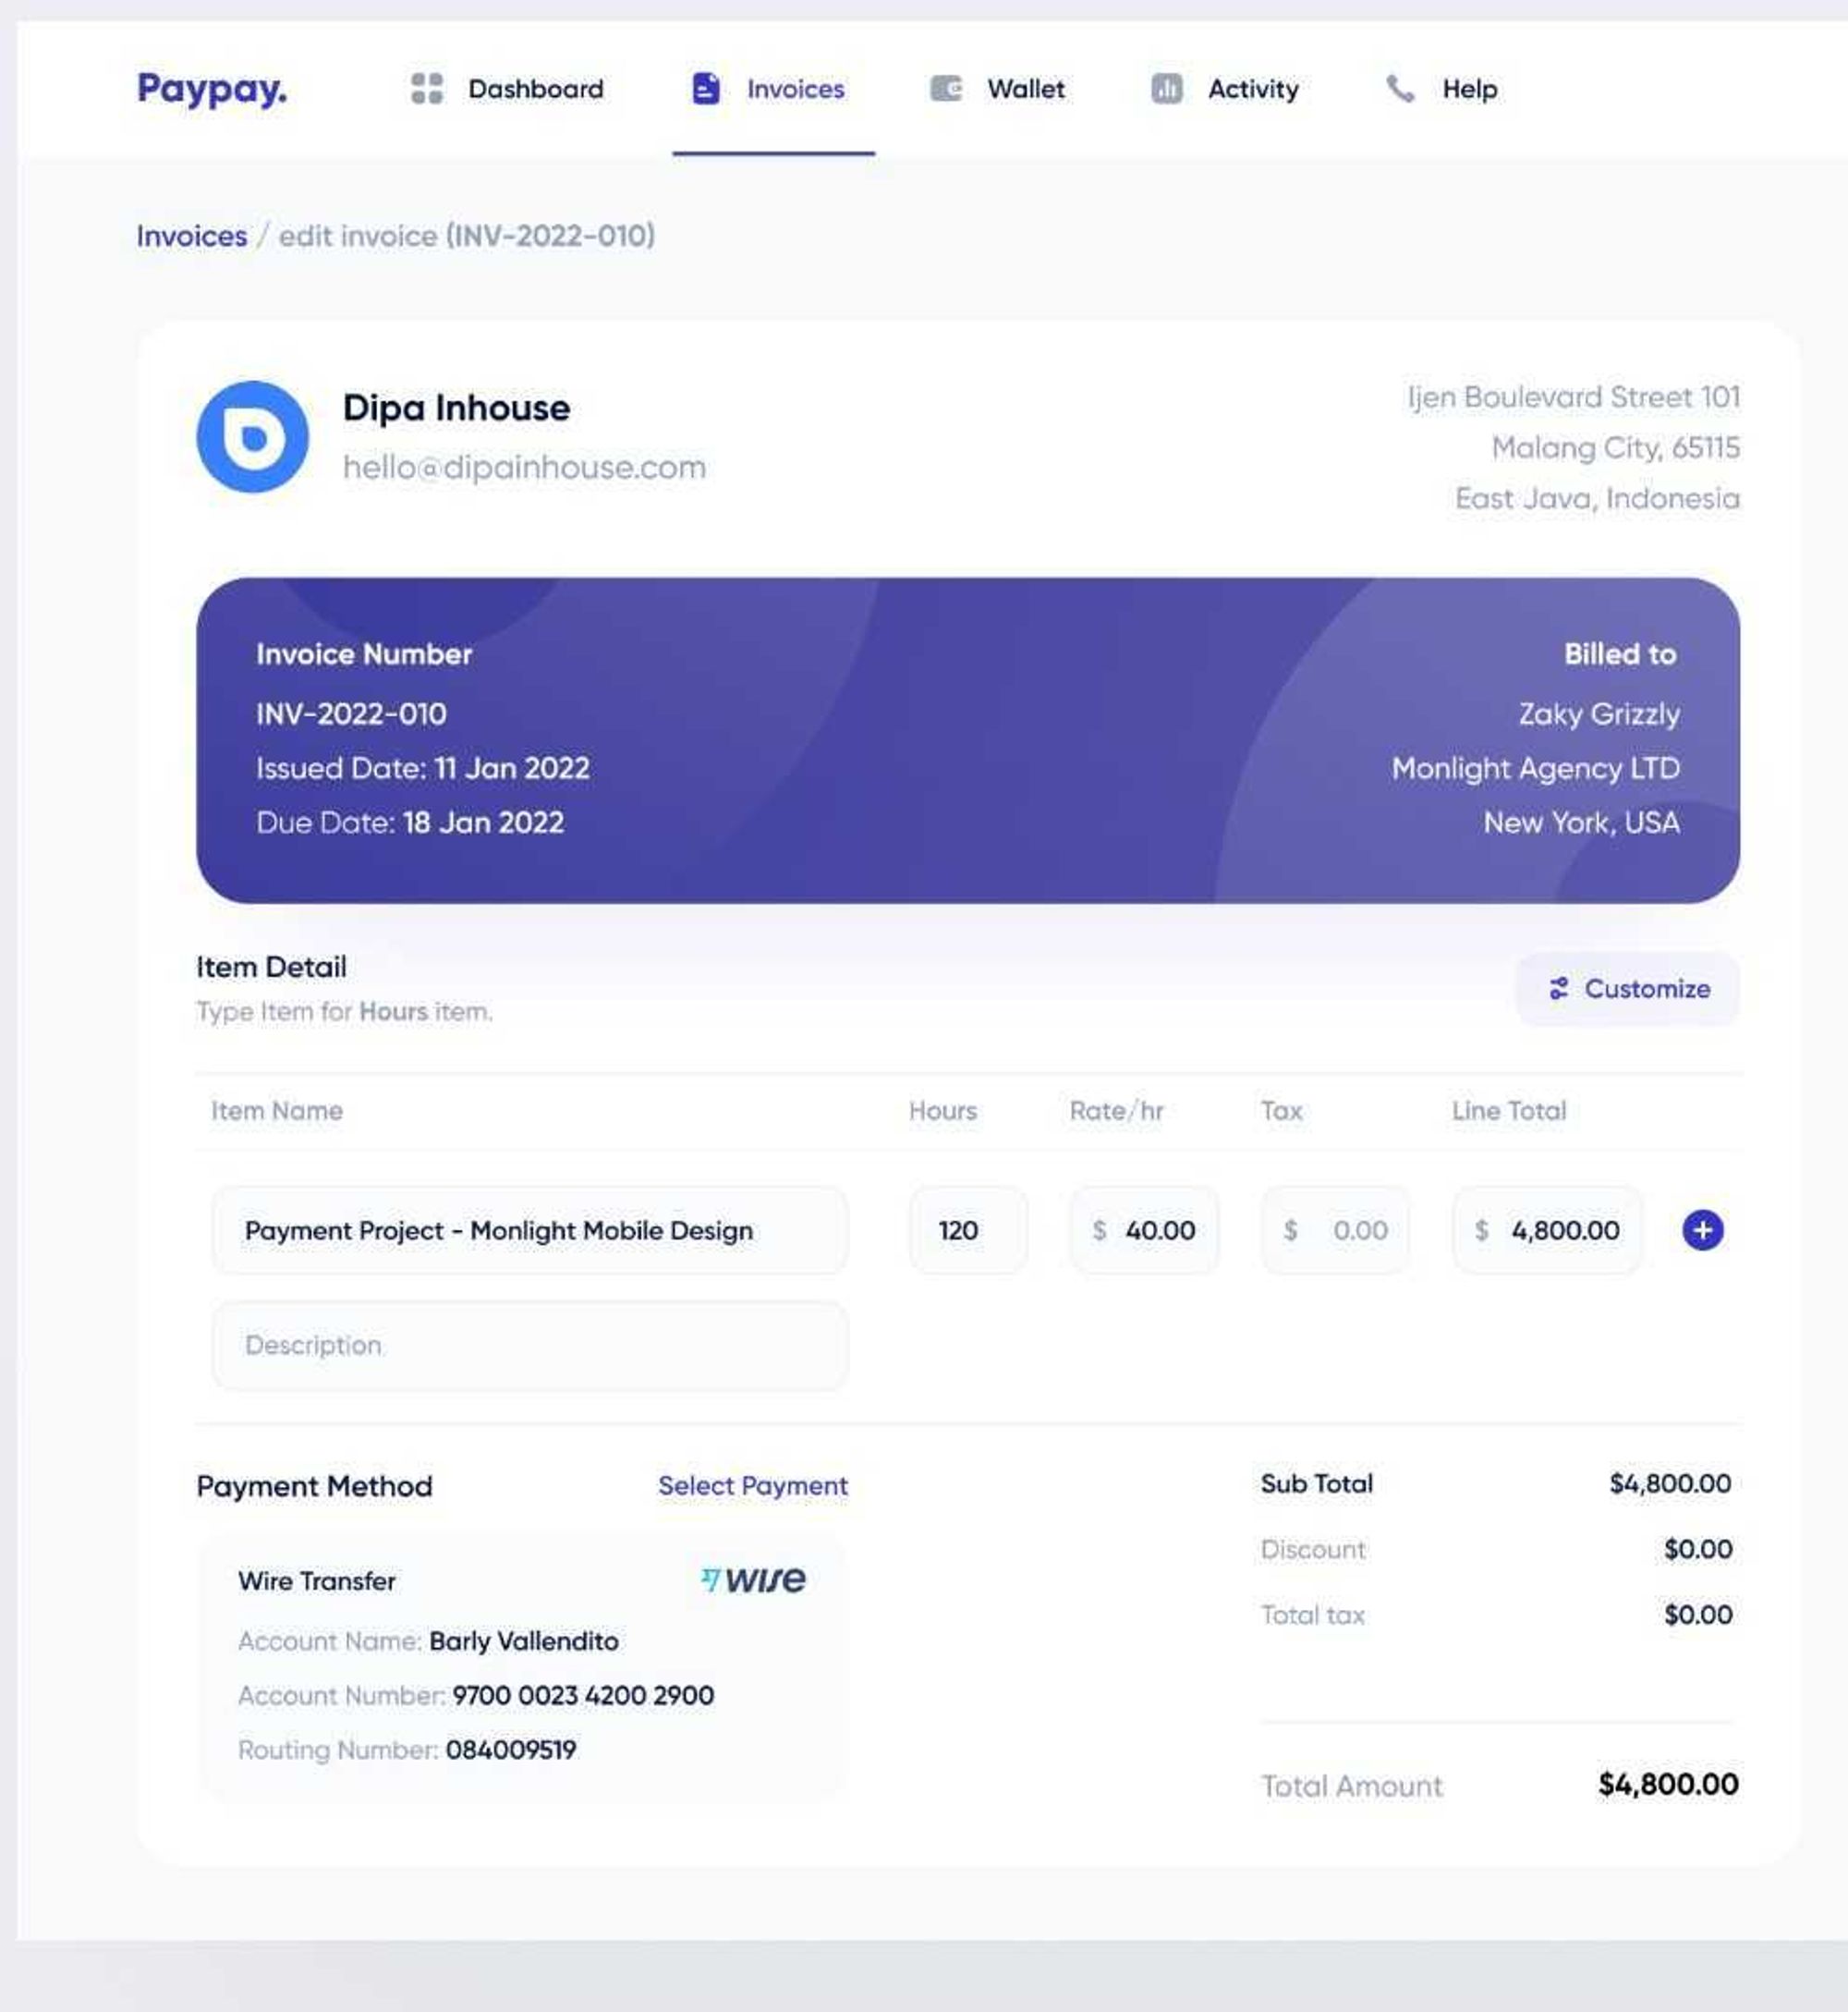 Paypay.
Dashboard
Invoices
Wallet
Activity
Help
Invoices / edit invoice (INV-2022-010)
Dipa Inhouse
hello@dipainhouse.com
Ijen Boulevard Street 101
Malang City, 65115
East Java, Indonesia
Invoice Number
INV-2022-010
Issued Date: 11 Jan 2022
Due Date: 18 Jan 2022
Billed to
Zaky Grizzly
Monlight Agency LTD
New York, USA
Item Detail
Type Item for Hours item.
Customize
Item Name Hours Rate/hr Tax Line Total
Payment Project - Monlight Mobile Design 120 $ 40.00 $ 0.00 $ 4,800.00
Description
Payment Method
Select Payment
Wire Transfer
wise
Account Name: Barly Vallendito
Account Number: 9700 0023 4200 2900
Routing Number: 084009519
Sub Total $4,800.00
Discount $0.00
Total tax $0.00
Total Amount $4,800.00